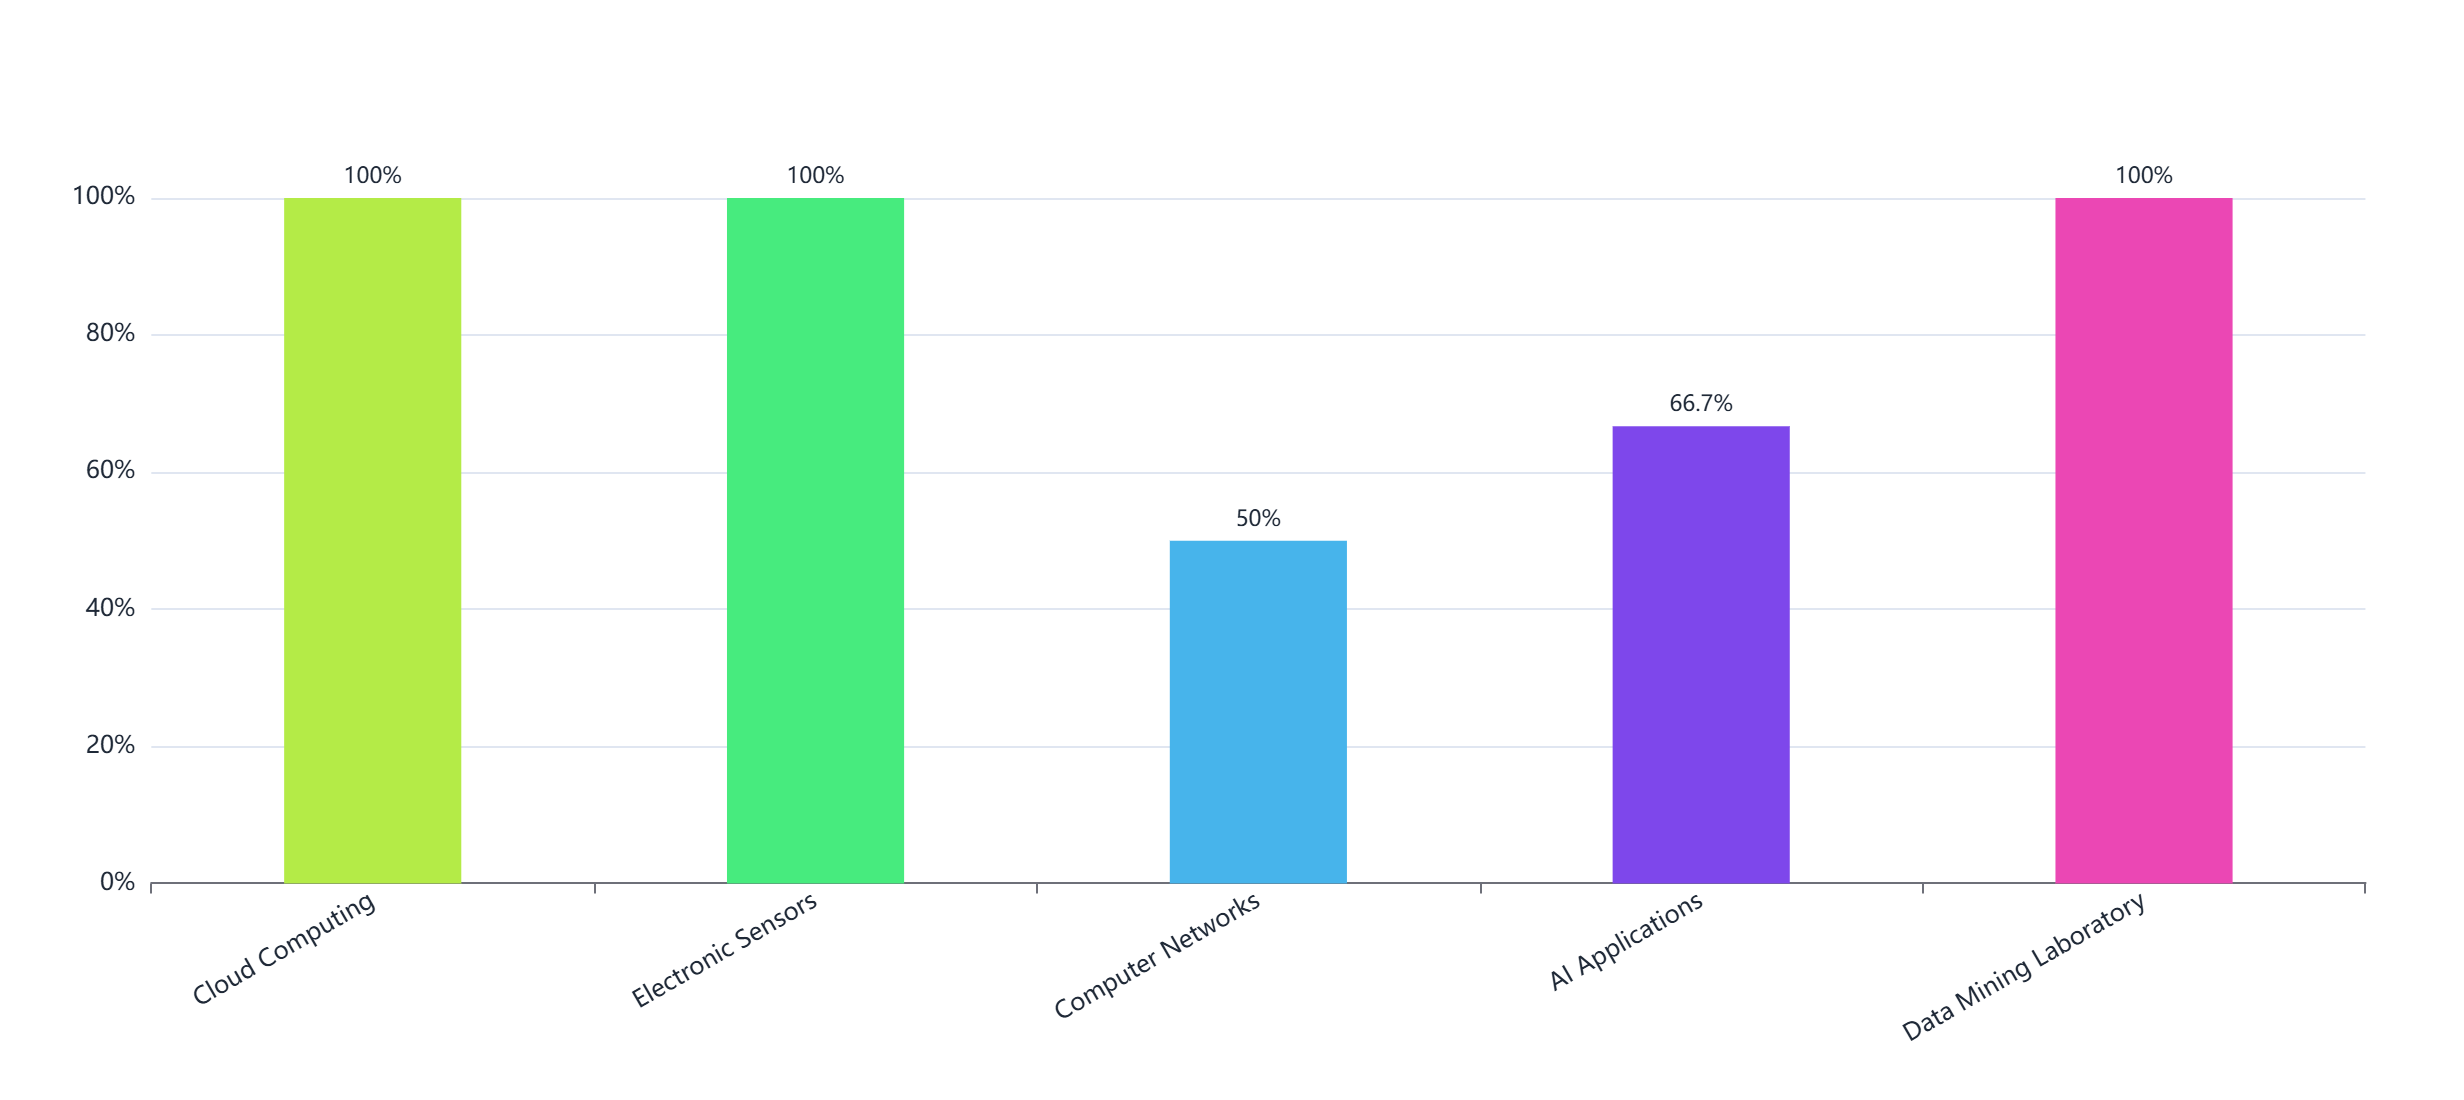 100%
100%
100%
100%
80%
66.7%
60%
50%
40%
20%
0%
Cloud Computing
Electronic Sensors
Computer Networks
AI Applications
Data Mining Laboratory